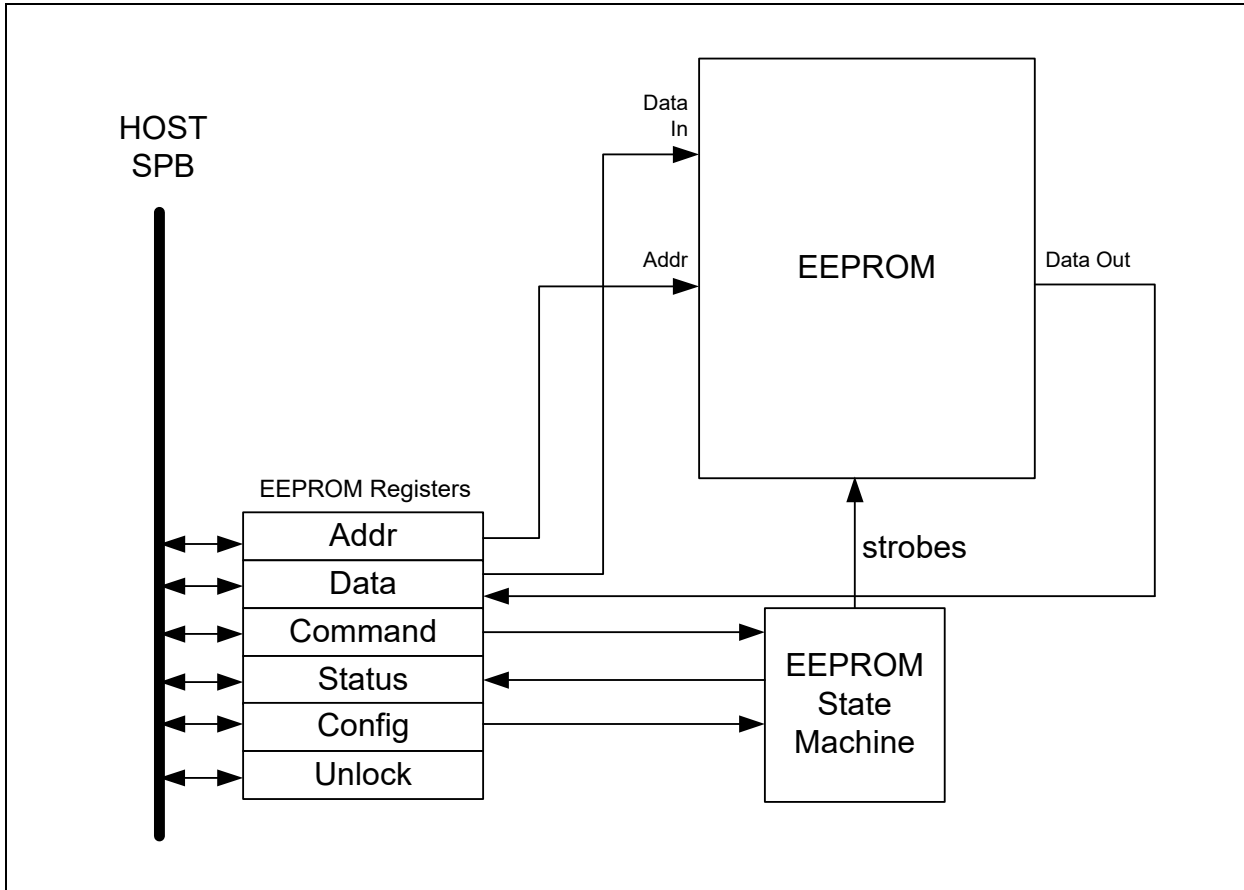 HOST
SPB
Data
In
Addr
EEPROM
Data Out
EEPROM Registers
Addr
Data
Command
Status
Config
Unlock
strobes
EEPROM
State
Machine